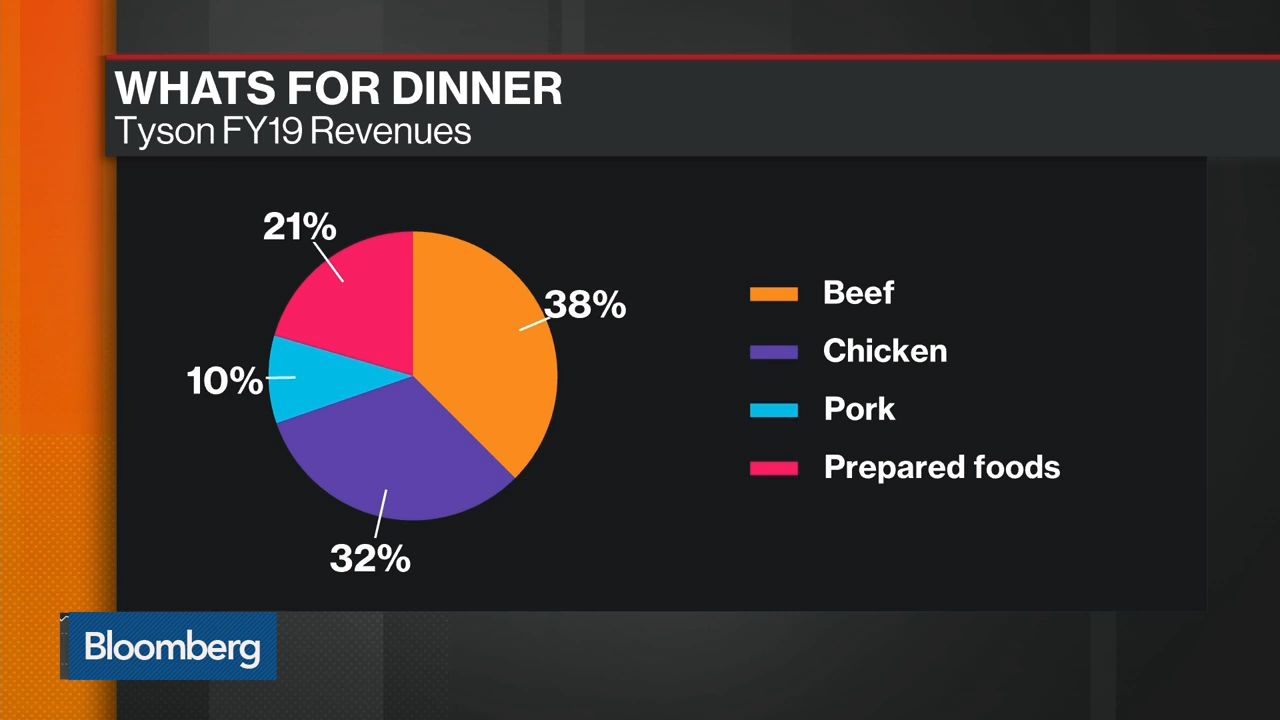 WHATS FOR DINNER
Tyson FY19 Revenues
21%
38%
10%
32%
Beef
Chicken
Pork
Prepared foods
Bloomberg